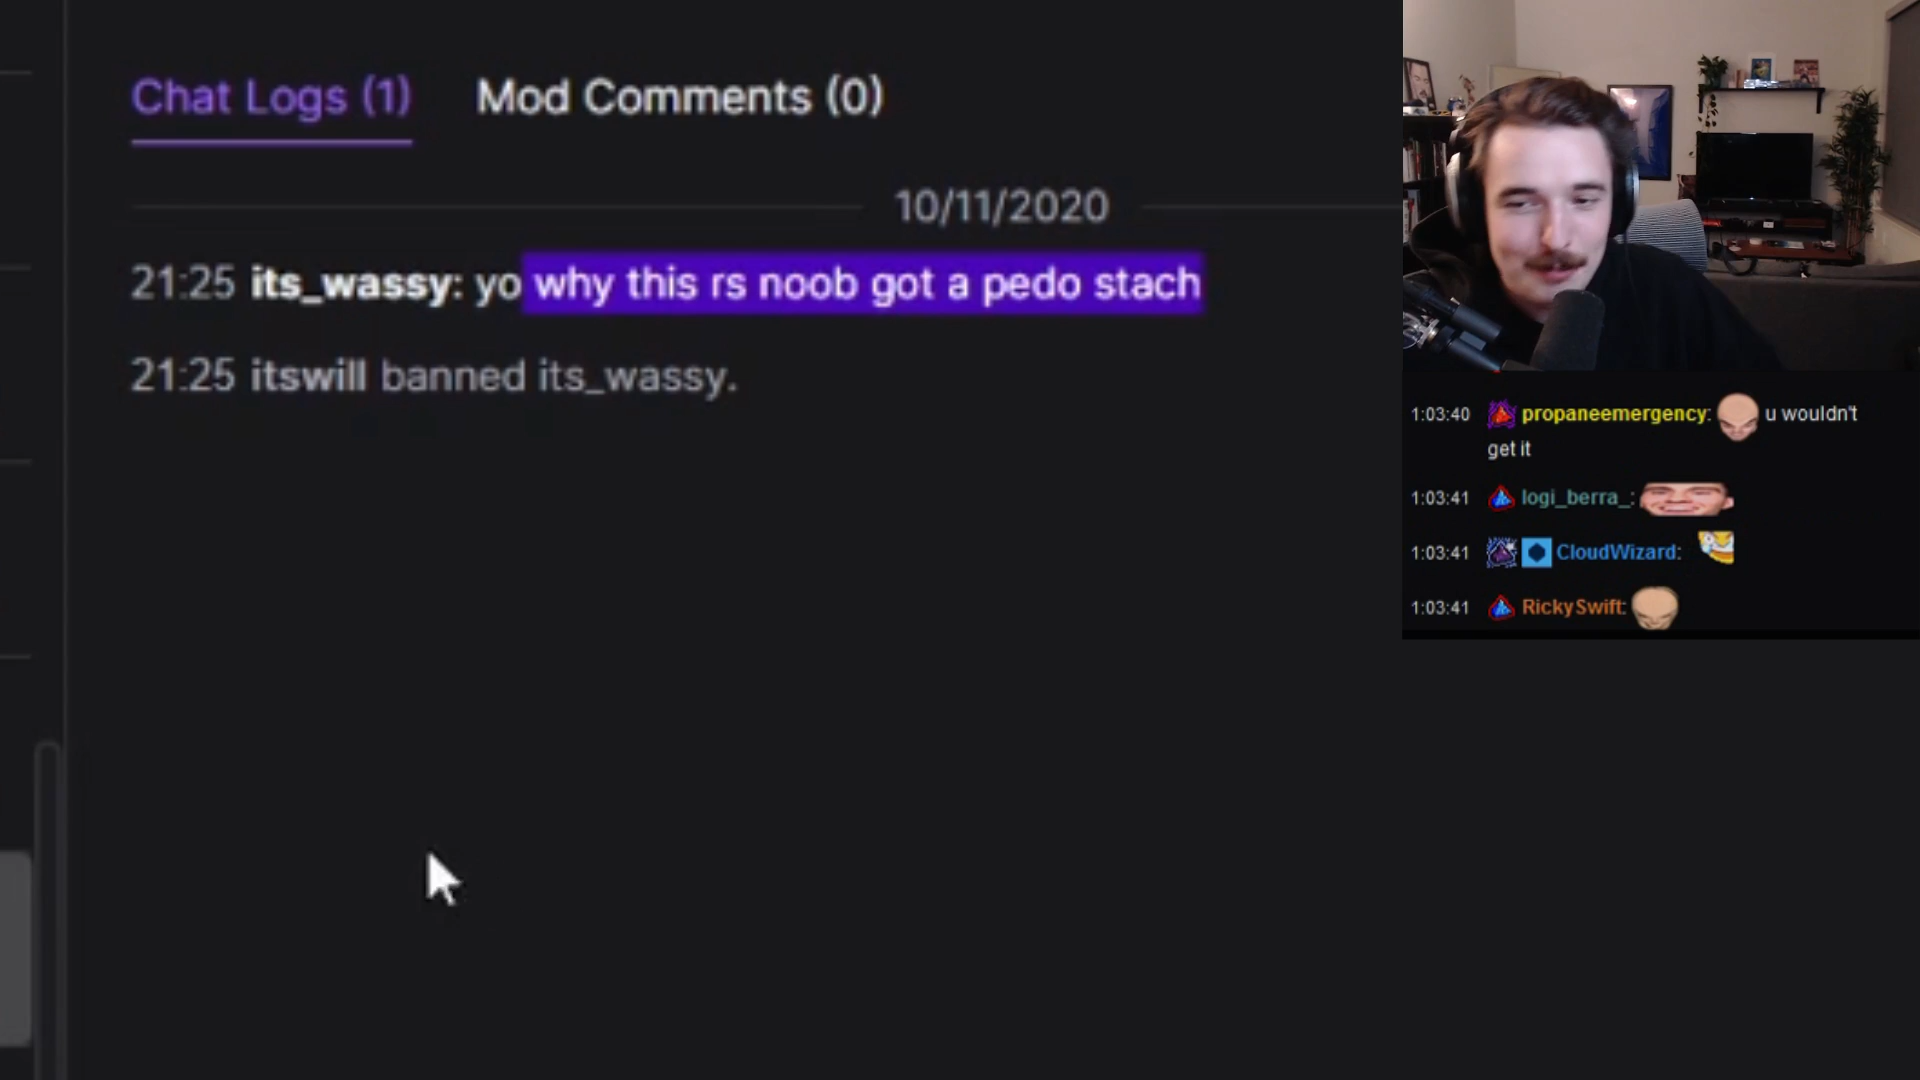 Chat Logs (1) Mod Comments (0)
10/11/2020
21:25 its_wassy: yo why this rs noob got a pedo stach
21:25 itswill banned its_wassy.
1:03:40 propaneemergency: u wouldn't
get it
1:03:41 logi_berra_:
1:03:41 CloudWizard:
1:03:41 RickySwift: